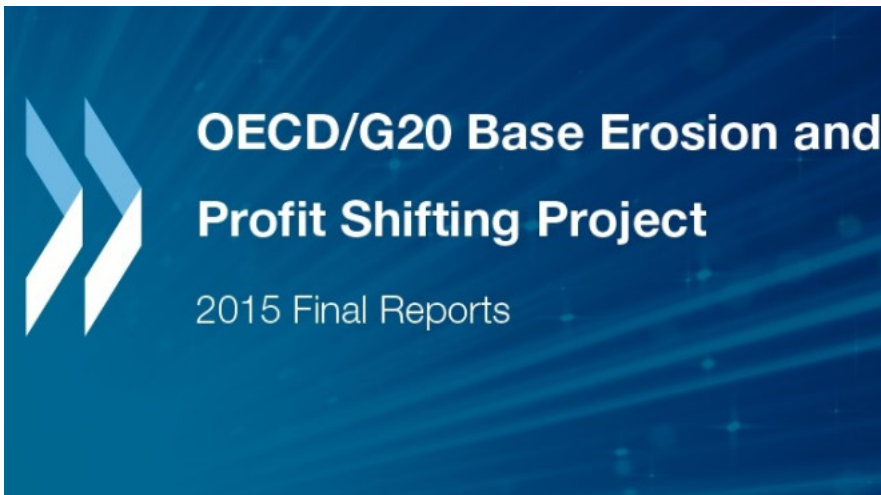 OECD/G20 Base Erosion and
Profit Shifting Project
2015 Final Reports